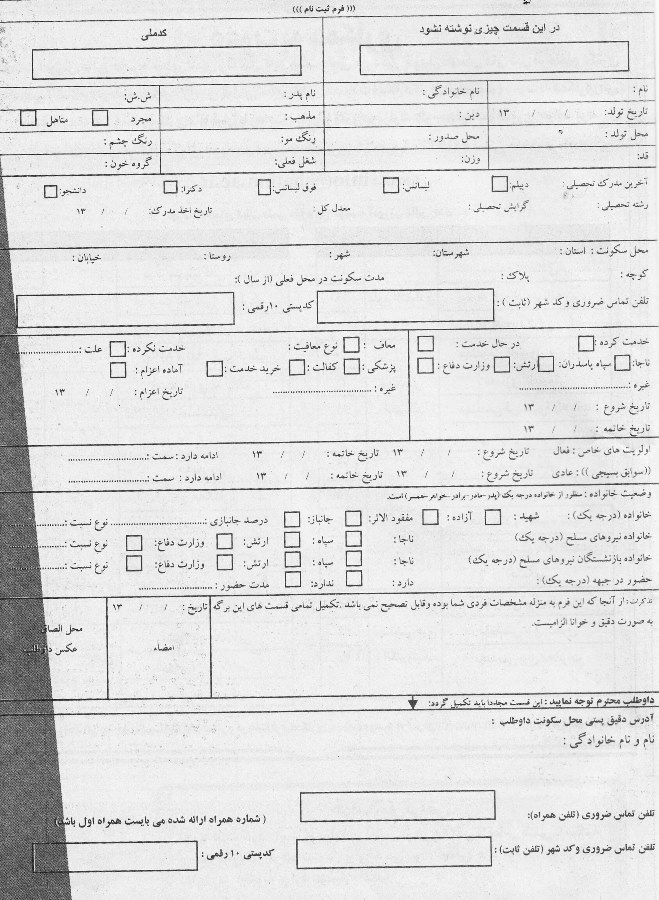 ((( فرم ثبت نام )))
در این قسمت چیزی نوشته نشود
کدملی
نام : نام خانوادگی : نام پدر: ش.ش:
تاریخ تولد: / / ۱۳ دین : مذهب : مجرد متاهل
محل تولد : محل صدور : رنگ مو: رنگ چشم :
قد: وزن: شغل فعلی: گروه خون :
آخرین مدرک تحصیلی : دیپلم: لیسانس: فوق لیسانس: دکترا: دانشجو:
رشته تحصیلی : گرایش تحصیلی: معدل کل : تاریخ اخذ مدرک: / / ۱۳
محل سکونت : استان : شهرستان: شهر : روستا : خیابان :
کوچه : پلاک : مدت سکونت در محل فعلی (از سال ):
تلفن تماس ضروری وکد شهر (ثابت ) : کدپستی ۱۰رقمی :
خدمت کرده : در حال خدمت :
ناجا: سپاه پاسداران: ارتش: وزارت دفاع :
غیره :
تاریخ شروع : / / ۱۳
تاریخ خاتمه : / / ۱۳
معاف : نوع معافیت : خدمت نکرده : علت :
پزشکی : کفالت : خرید خدمت : آماده اعزام :
غیره : تاریخ اعزام : / / ۱۳
اولویت های خاص : فعال تاریخ شروع : / / ۱۳ تاریخ خاتمه : / / ۱۳ ادامه دارد : سمت :
((سوابق بسیجی )) : عادی تاریخ شروع : / / ۱۳ تاریخ خاتمه : / / ۱۳ ادامه دارد : سمت :
وضعیت خانواده : منظور از خانواده درجه یک (پدر-مادر-برادر-خواهر-همسر) است.
خانواده (درجه یک) : شهید : آزاده : مفقود الاثر: جانباز: درصد جانبازی : نوع نسبت :
خانواده نیروهای مسلح (درجه یک) ناجا : سپاه : ارتش: وزارت دفاع: نوع نسبت :
خانواده بازنشستگان نیروهای مسلح (درجه یک) ناجا : سپاه : ارتش: وزارت دفاع: نوع نسبت :
حضور در جبهه (درجه یک) : دارد : ندارد: مدت حضور :
تذکرات : از آنجا که این فرم به منزله مشخصات فردی شما بوده وقابل تصحیح نمی باشد .تکمیل تمامی قسمت های این برگه
به صورت دقیق و خوانا الزامیست.
تاریخ : / / ۱۳
امضاء
محل الصاق
عکس داوطلب
داوطلب محترم توجه نمایید : این قسمت مجددا باید تکمیل گردد:
آدرس دقیق پستی محل سکونت داوطلب :
نام و نام خانوادگی :
تلفن تماس ضروری (تلفن همراه): ( شماره همراه ارائه شده می بایست همراه اول باشد)
تلفن تماس ضروری وکد شهر (تلفن ثابت) : کدپستی ۱۰ رقمی :